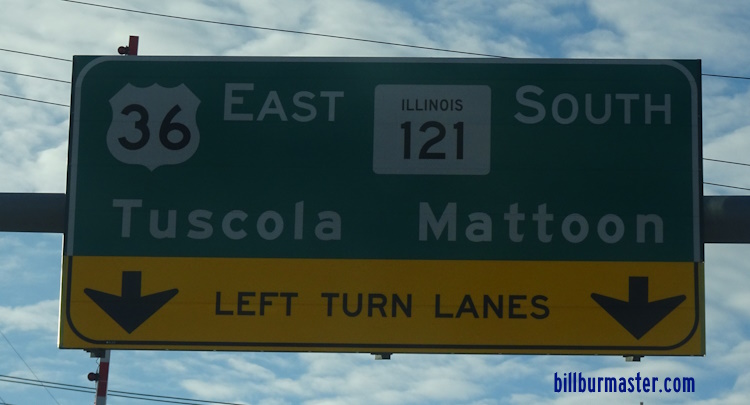 36 EAST ILLINOIS 121 SOUTH
Tuscola Mattoon
LEFT TURN LANES
billburmaster.com